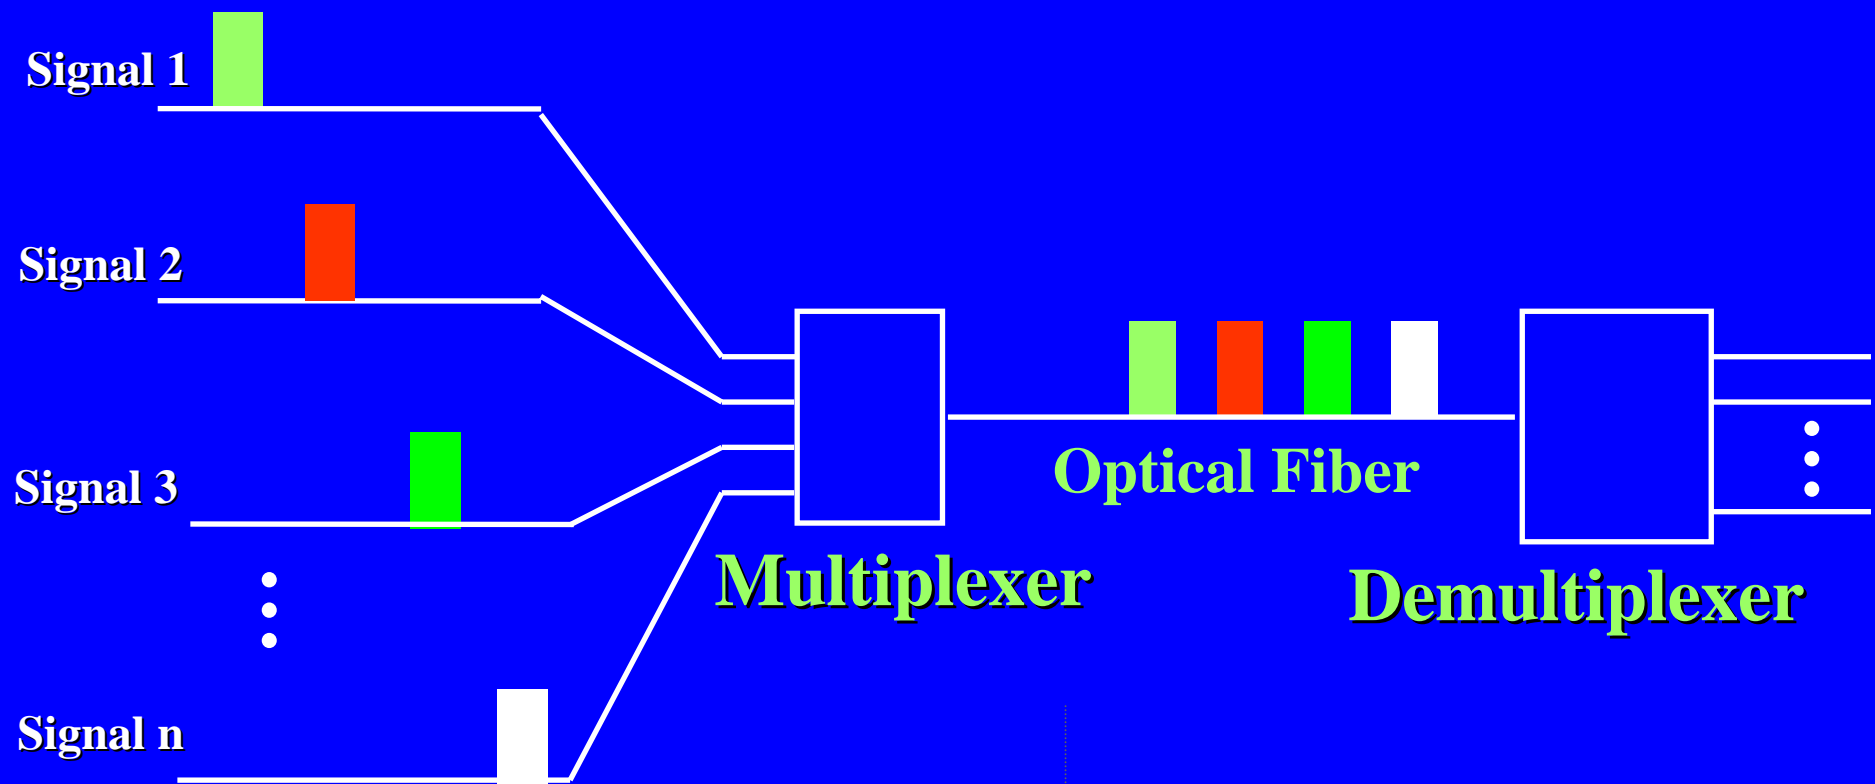 Signal 1
Signal 2
Signal 3
Signal n
Multiplexer
Optical Fiber
Demultiplexer